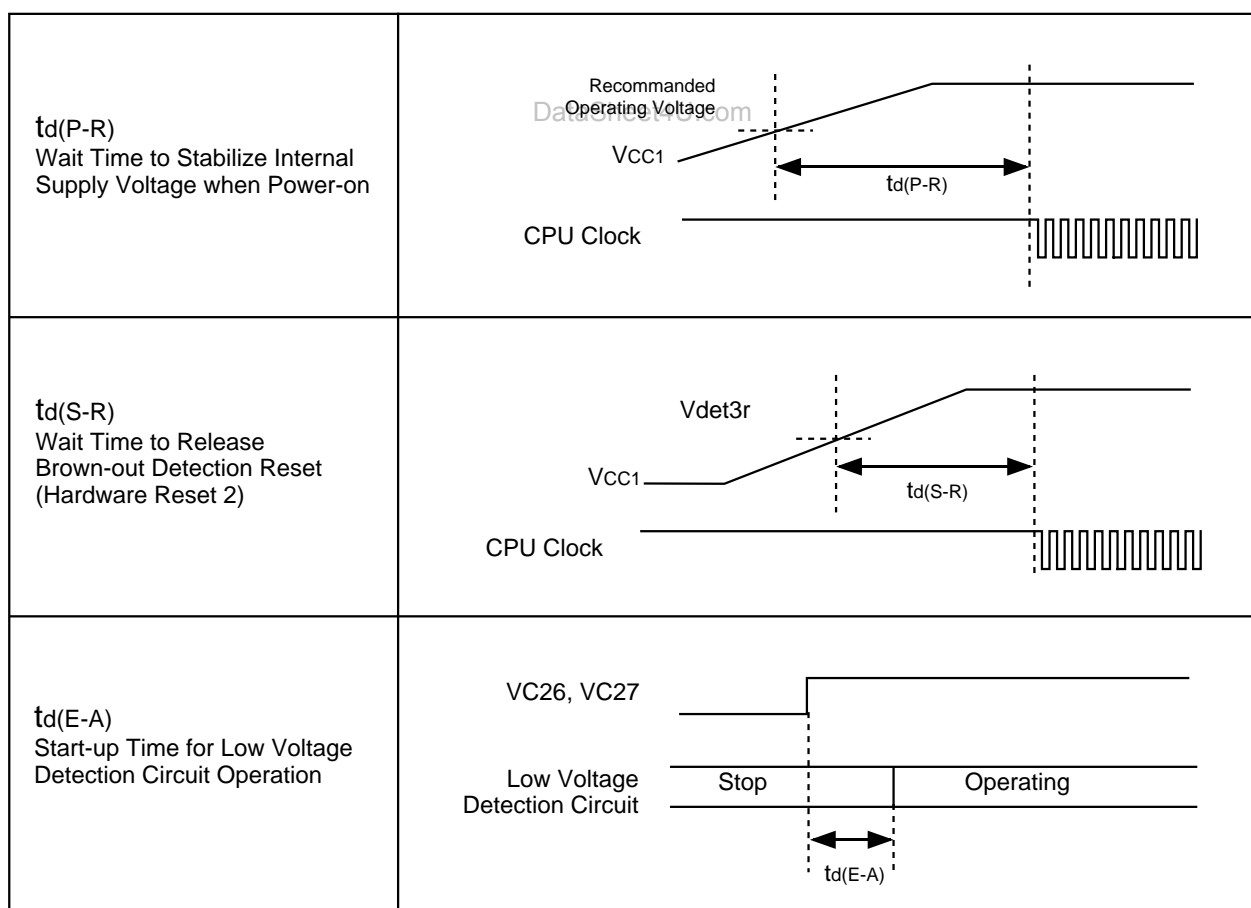 td(P-R)
Wait Time to Stabilize Internal
Supply Voltage when Power-on
Recommanded
Operating Voltage
DataSheet4U.com
VCC1
td(P-R)
CPU Clock
td(S-R)
Wait Time to Release
Brown-out Detection Reset
(Hardware Reset 2)
Vdet3r
VCC1
td(S-R)
CPU Clock
td(E-A)
Start-up Time for Low Voltage
Detection Circuit Operation
VC26, VC27
Low Voltage
Detection Circuit
Stop
Operating
td(E-A)